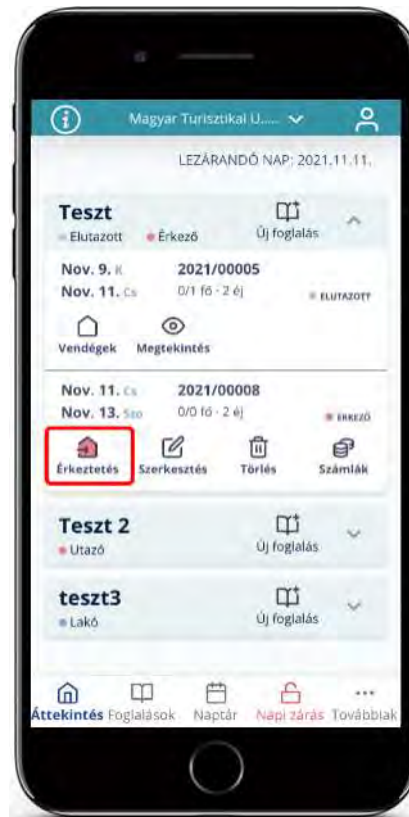 Magyar Turisztikai Ü.....
LEZÁRANDÓ NAP: 2021.11.11.
Teszt
Új foglalás
Elutazott Érkező
Nov. 9. K 2021/00005
Nov. 11. Cs 0/1 fő - 2 éj ELUTAZOTT
Vendégek Megtekintés
Nov. 11. Cs 2021/00008
Nov. 13. Szo 0/0 fő - 2 éj ÉRKEZŐ
Érkeztetés Szerkesztés Törlés Számlák
Teszt 2
Utazó Új foglalás
teszt3
Lakó Új foglalás
Áttekintés Foglalások Naptár Napi zárás Továbbiak